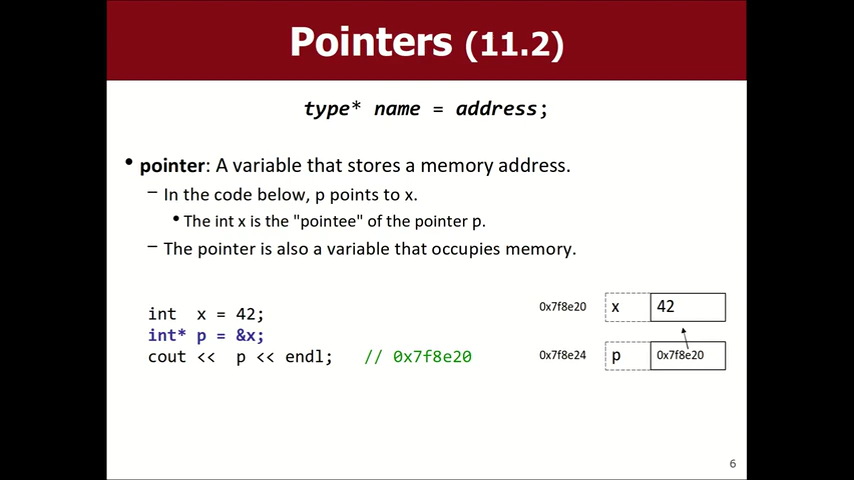 Pointers (11.2)
type* name = address;
• pointer: A variable that stores a memory address.
– In the code below, p points to x.
• The int x is the "pointee" of the pointer p.
– The pointer is also a variable that occupies memory.
int  x = 42;
int* p = &x;
cout <<  p << endl;   // 0x7f8e20
0x7f8e20 x 42
0x7f8e24 p 0x7f8e20
6